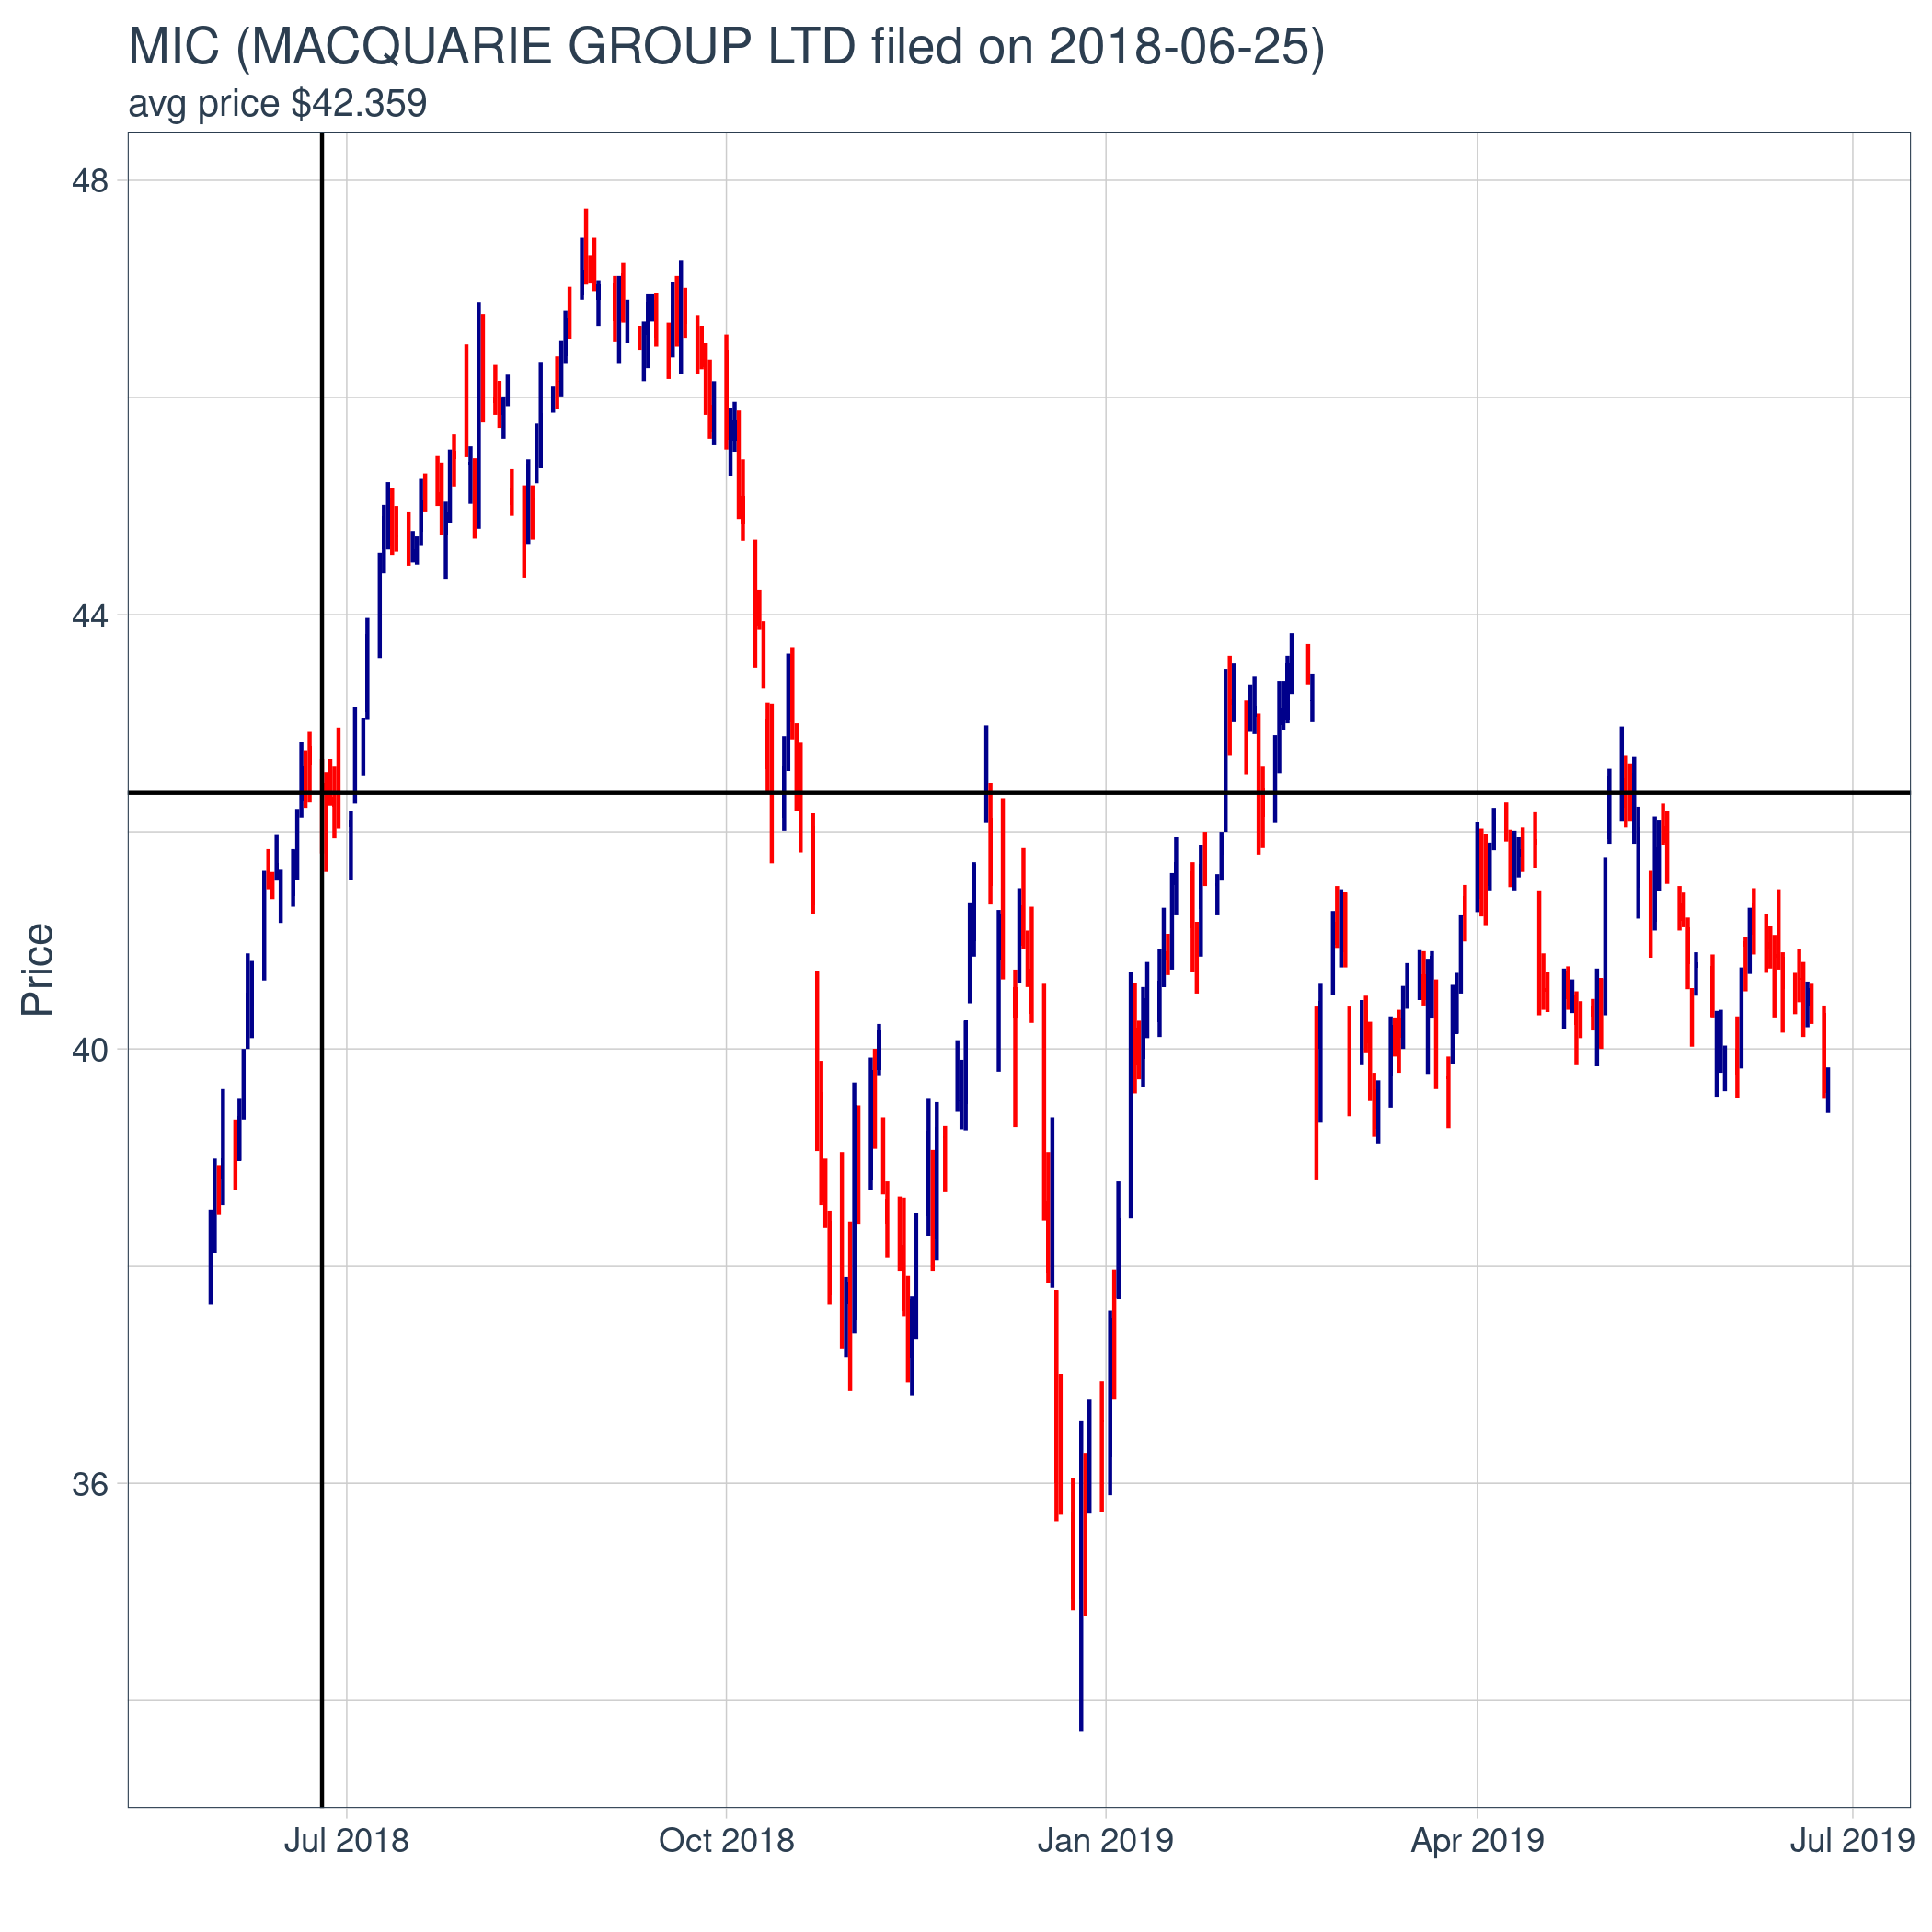 MIC (MACQUARIE GROUP LTD filed on 2018-06-25)
avg price $42.359
48
44
40
36
Price
Jul 2018
Oct 2018
Jan 2019
Apr 2019
Jul 2019